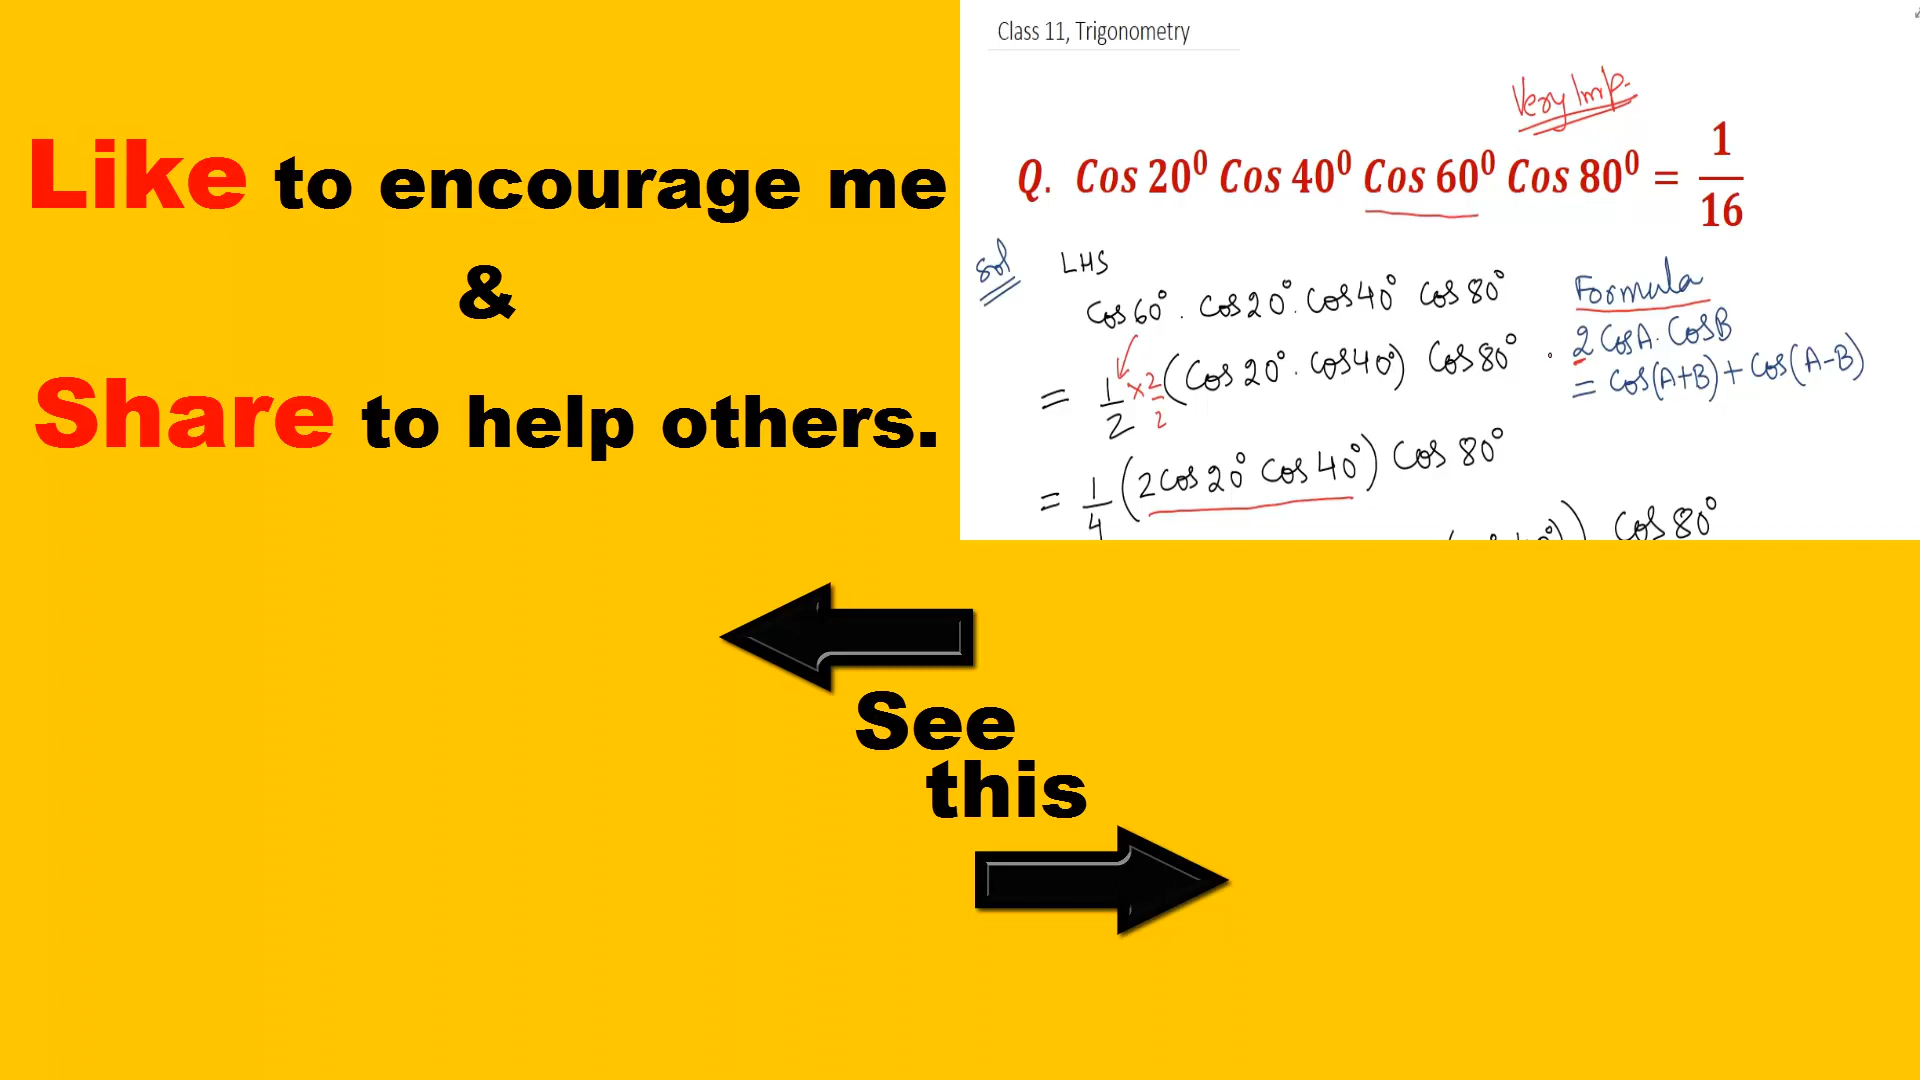 Like to encourage me
&
Share to help others.
Class 11, Trigonometry
Very Imp.
Q. Cos 20⁰ Cos 40⁰ Cos 60⁰ Cos 80⁰ = 1/16
Sol LHS
Cos 60° . Cos 20° . Cos 40° Cos 80°
= 1/2 × 2/2 (Cos 20° . Cos 40°) Cos 80° .
= 1/4 (2 Cos 20° Cos 40°) Cos 80°
Formula
2 CosA . CosB
= Cos(A+B) + Cos(A-B)
Cos 80°
See
this